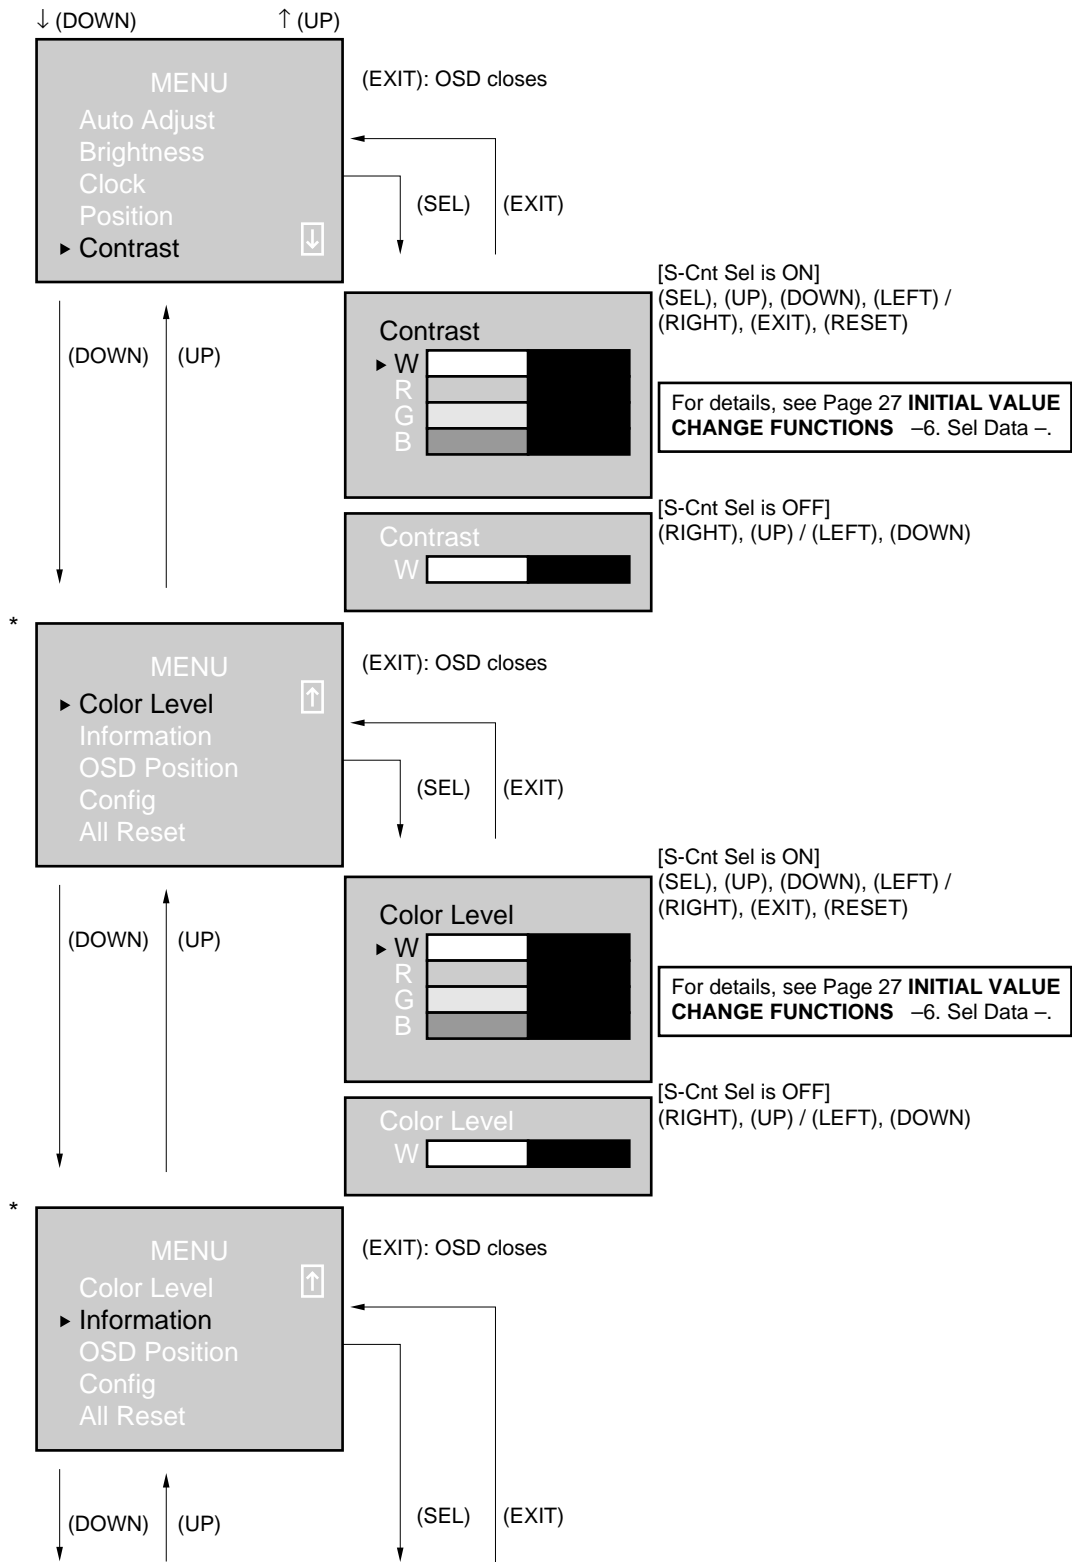 ↓ (DOWN) ↑ (UP)
MENU
Auto Adjust
Brightness
Clock
Position
▸ Contrast
↓
(EXIT): OSD closes
(SEL) (EXIT)
(DOWN) (UP)
Contrast
▸ W
R
G
B
[S-Cnt Sel is ON]
(SEL), (UP), (DOWN), (LEFT) /
(RIGHT), (EXIT), (RESET)
For details, see Page 27 INITIAL VALUE
CHANGE FUNCTIONS –6. Sel Data –.
Contrast
W
[S-Cnt Sel is OFF]
(RIGHT), (UP) / (LEFT), (DOWN)
*
MENU
↑
▸ Color Level
Information
OSD Position
Config
All Reset
(EXIT): OSD closes
(SEL) (EXIT)
(DOWN) (UP)
Color Level
▸ W
R
G
B
[S-Cnt Sel is ON]
(SEL), (UP), (DOWN), (LEFT) /
(RIGHT), (EXIT), (RESET)
For details, see Page 27 INITIAL VALUE
CHANGE FUNCTIONS –6. Sel Data –.
Color Level
W
[S-Cnt Sel is OFF]
(RIGHT), (UP) / (LEFT), (DOWN)
*
MENU
↑
Color Level
▸ Information
OSD Position
Config
All Reset
(EXIT): OSD closes
(DOWN) (UP)
(SEL) (EXIT)